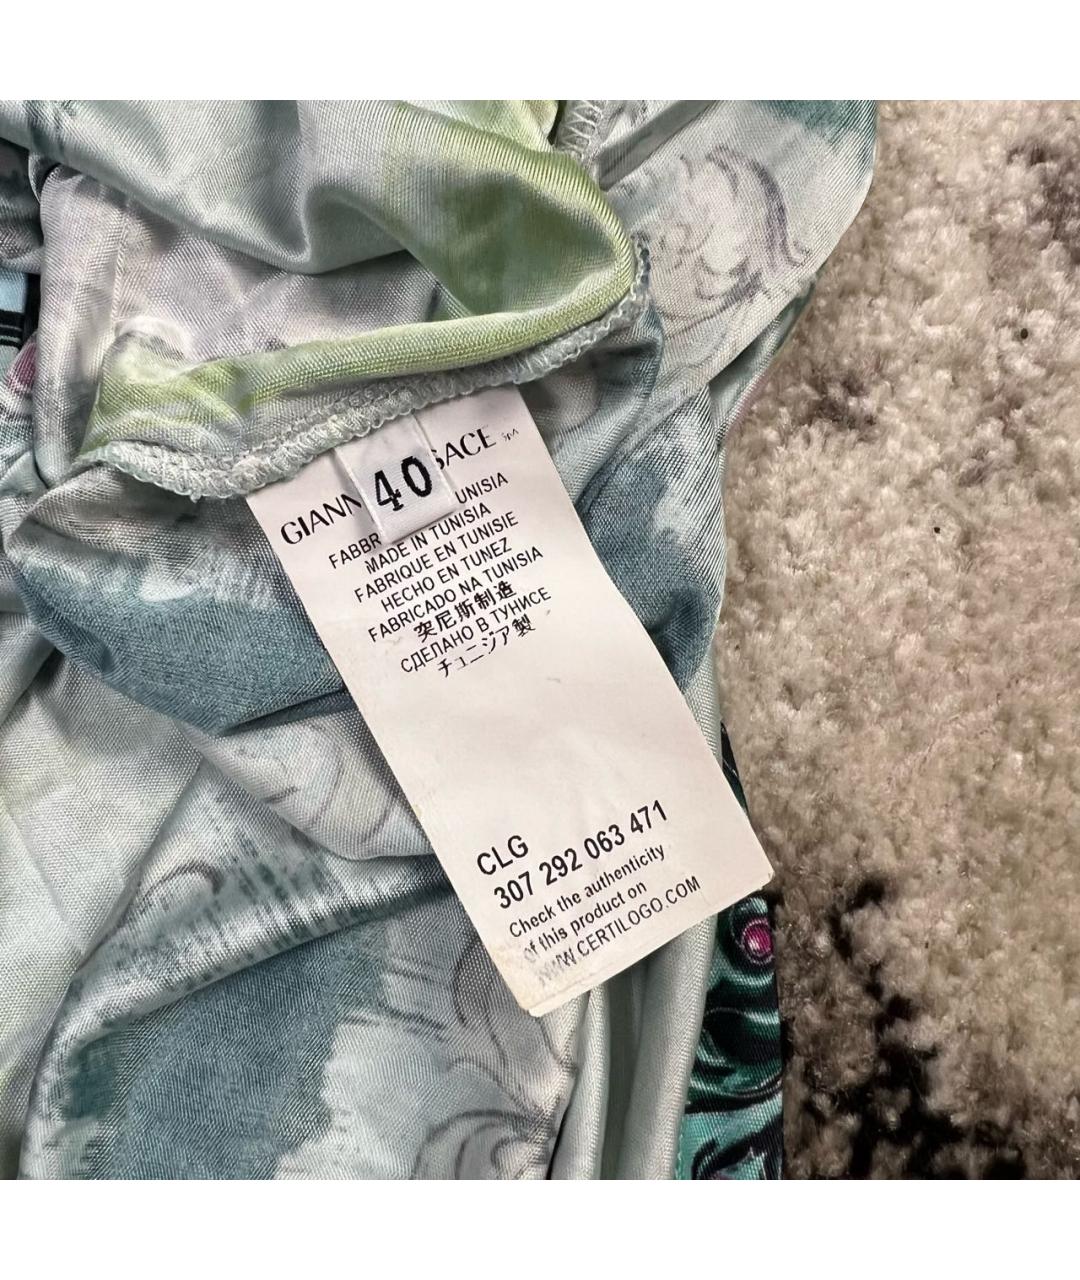 GIANN SACE SpA
40
FABBR UNISIA
MADE IN TUNISIA
FABRIQUE EN TUNISIE
HECHO EN TUNEZ
FABRICADO NA TUNISIA
突尼斯制造
СДЕЛАНО В ТУНИСЕ
チュニジア製
CLG
307 292 063 471
Check the authenticity
of this product on
WWW.CERTILOGO.COM